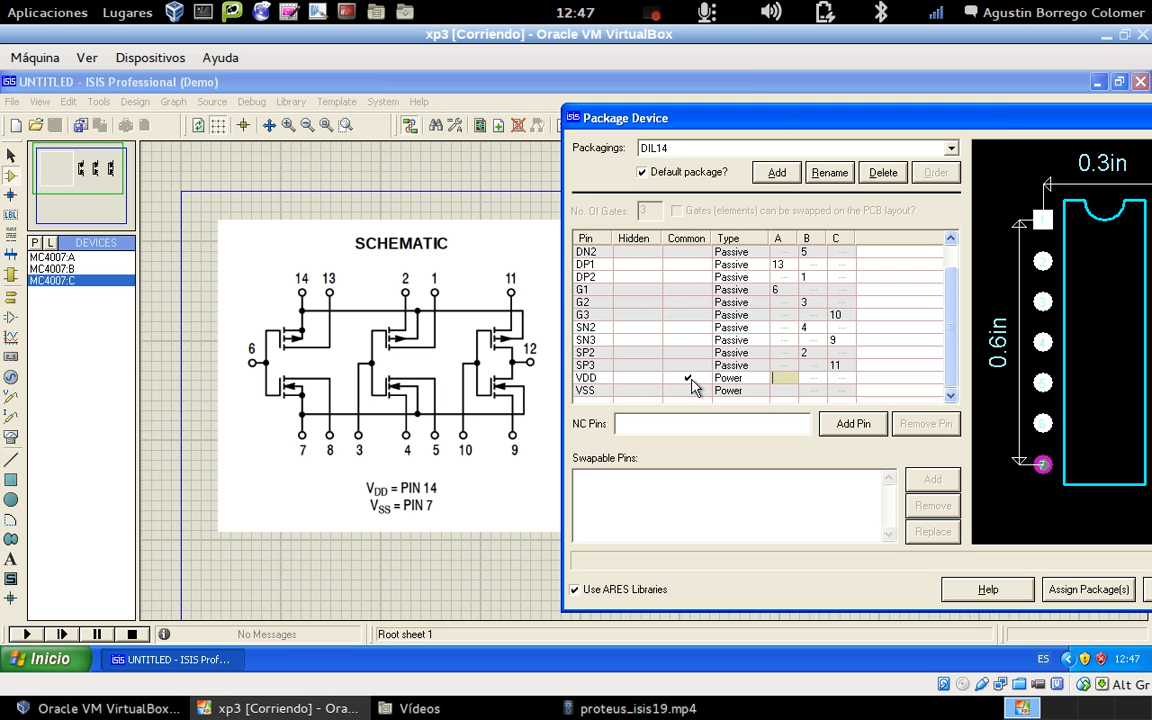 Aplicaciones Lugares 12:47 Agustin Borrego Colomer
xp3 [Corriendo] - Oracle VM VirtualBox
Máquina Ver Dispositivos Ayuda
UNTITLED - ISIS Professional (Demo)
File View Edit Tools Design Graph Source Debug Library Template System Help
Package Device
Packagings: DIL14
Default package? Add Rename Delete Order
No. Of Gates: 3 Gates (elements) can be swapped on the PCB layout?
Pin Hidden Common Type A B C
DN2 Passive --- 5 ---
DP1 Passive 13 --- ---
DP2 Passive --- 1 ---
G1 Passive 6 --- ---
G2 Passive --- 3 ---
G3 Passive --- --- 10
SN2 Passive --- 4 ---
SN3 Passive --- --- 9
SP2 Passive --- 2 ---
SP3 Passive --- --- 11
VDD Power --- ---
VSS Power
NC Pins Add Pin Remove Pin
Swapable Pins:
Add
Remove
Replace
Use ARES Libraries
Help Assign Package(s)
0.3in
0.6in
1
2
3
4
5
6
7
P L DEVICES
MC4007:A
MC4007:B
MC4007:C
LBL
A
S
SCHEMATIC
14 13 2 1 11
6 12
7 8 3 4 5 10 9
VDD = PIN 14
VSS = PIN 7
No Messages Root sheet 1
Inicio UNTITLED - ISIS Prof... ES 12:47
Alt Gr
Oracle VM VirtualBox... xp3 [Corriendo] - Ora... Vídeos proteus_isis19.mp4